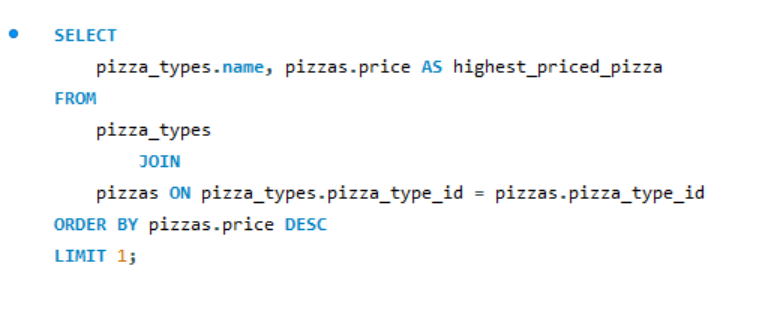 SELECT
pizza_types.name, pizzas.price AS highest_priced_pizza
FROM
pizza_types
JOIN
pizzas ON pizza_types.pizza_type_id = pizzas.pizza_type_id
ORDER BY pizzas.price DESC
LIMIT 1;